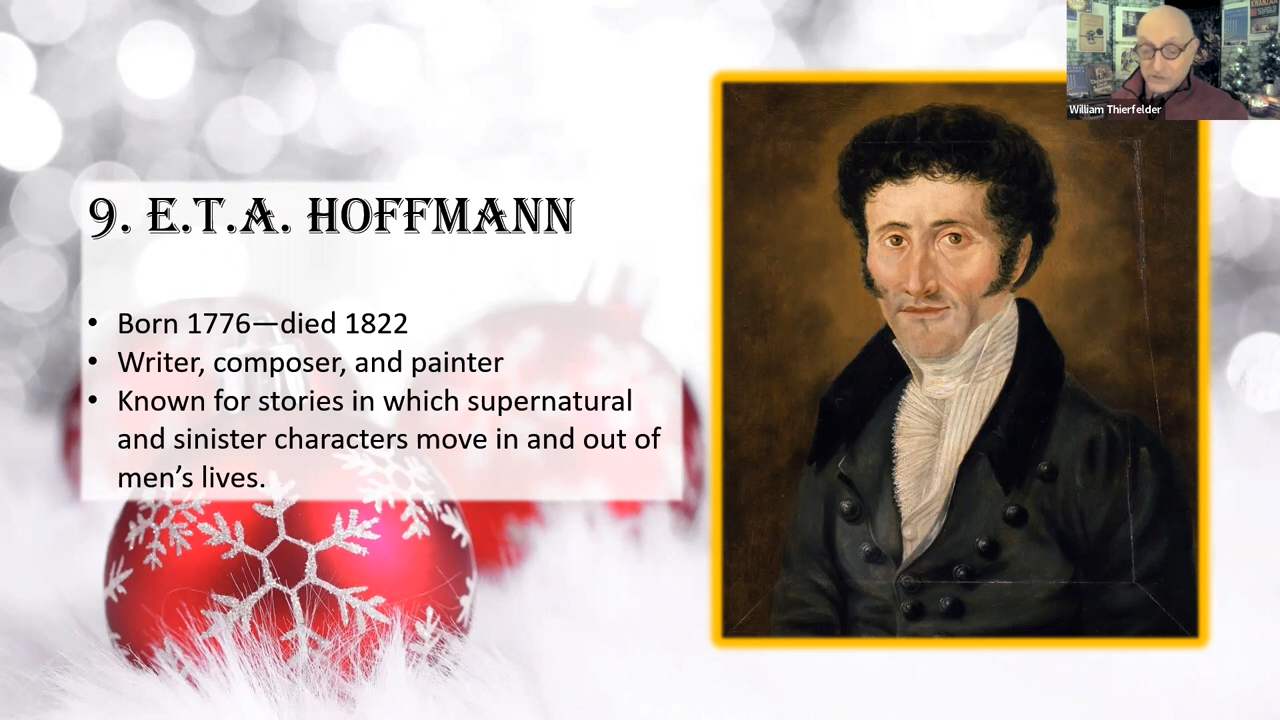 William Thierfelder
9. E.T.A. HOFFMANN
• Born 1776—died 1822
• Writer, composer, and painter
• Known for stories in which supernatural
and sinister characters move in and out of
men’s lives.